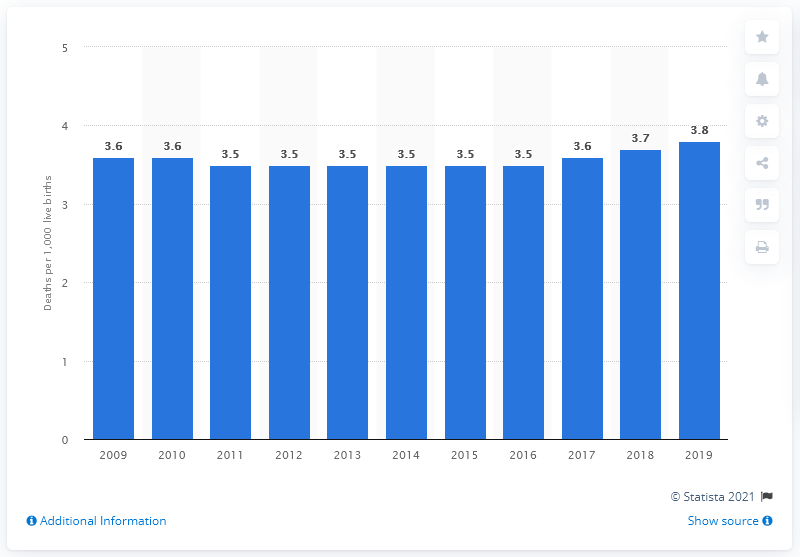 5
4
3
2
1
0
Deaths per 1,000 live births
3.6 3.6 3.5 3.5 3.5 3.5 3.5 3.5 3.6 3.7 3.8
2009 2010 2011 2012 2013 2014 2015 2016 2017 2018 2019
© Statista 2021
Additional Information Show source